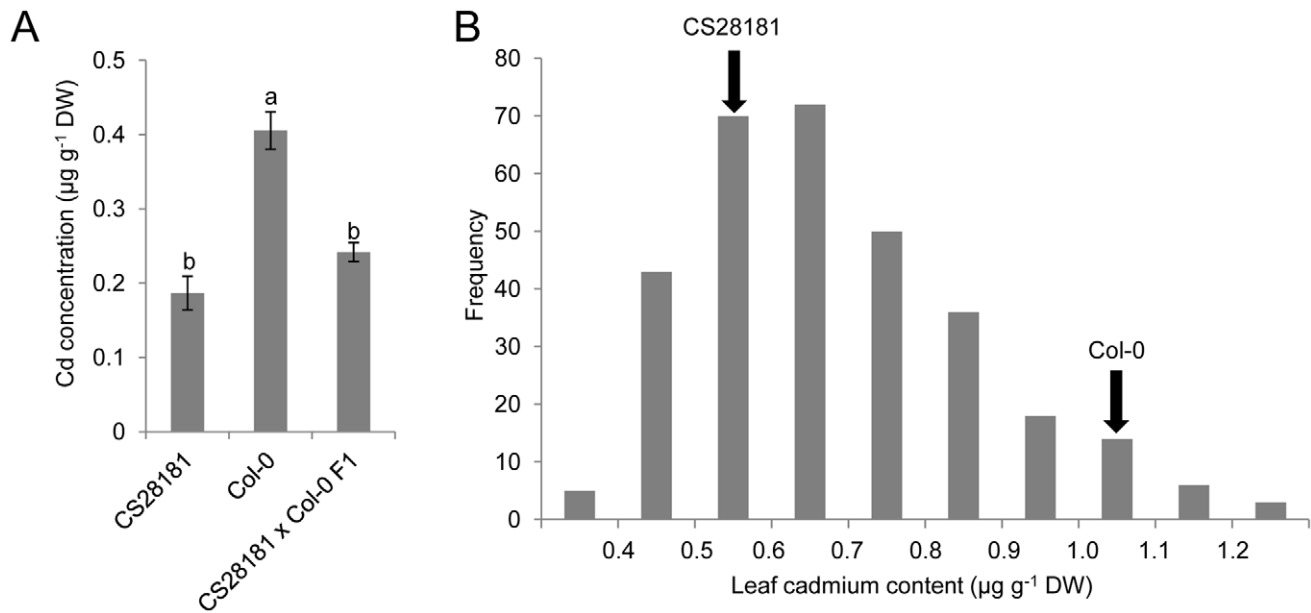 A
Cd concentration (µg g⁻¹ DW)
0.5
0.4
0.3
0.2
0.1
0
b
a
b
CS28181
Col-0
CS28181 x Col-0 F1
B
CS28181
Col-0
Frequency
80
70
60
50
40
30
20
10
0
0.4 0.5 0.6 0.7 0.8 0.9 1.0 1.1 1.2
Leaf cadmium content (µg g⁻¹ DW)